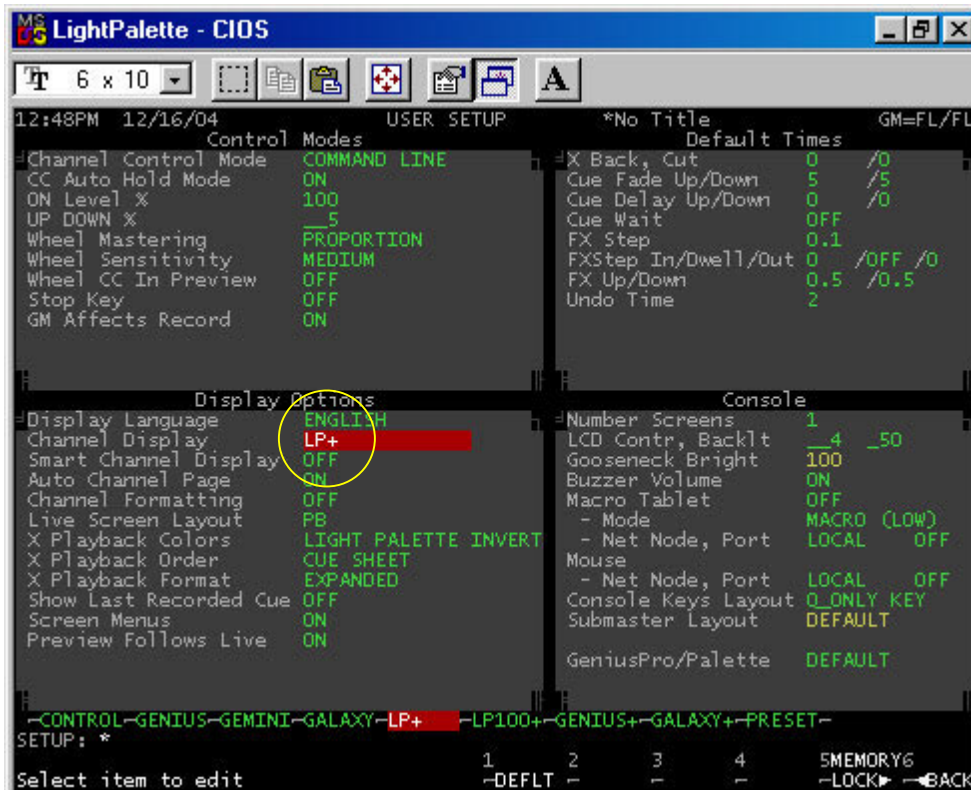 LightPalette - CIOS
6 x 10
A
12:48PM 12/16/04 USER SETUP *No Title GM=FL/FL
Control Modes
Channel Control Mode COMMAND LINE
CC Auto Hold Mode ON
ON Level % 100
UP DOWN % __5
Wheel Mastering PROPORTION
Wheel Sensitivity MEDIUM
Wheel CC In Preview OFF
Stop Key OFF
GM Affects Record ON
Default Times
X Back, Cut 0 /0
Cue Fade Up/Down 5 /5
Cue Delay Up/Down 0 /0
Cue Wait OFF
FX Step 0.1
FXStep In/Dwell/Out 0 /OFF /0
FX Up/Down 0.5 /0.5
Undo Time 2
Display Options
Display Language ENGLISH
Channel Display LP+
Smart Channel Display OFF
Auto Channel Page ON
Channel Formatting OFF
Live Screen Layout PB
X Playback Colors LIGHT PALETTE INVERT
X Playback Order CUE SHEET
X Playback Format EXPANDED
Show Last Recorded Cue OFF
Screen Menus ON
Preview Follows Live ON
Console
Number Screens 1
LCD Contr, Backlt __4 _50
Gooseneck Bright 100
Buzzer Volume ON
Macro Tablet OFF
- Mode MACRO (LOW)
- Net Node, Port LOCAL OFF
Mouse
- Net Node, Port LOCAL OFF
Console Keys Layout Q_ONLY KEY
Submaster Layout DEFAULT
GeniusPro/Palette DEFAULT
CONTROL GENIUS GEMINI GALAXY LP+ LP100+ GENIUS+ GALAXY+ PRESET
SETUP: *
1 2 3 4 5MEMORY6
Select item to edit DEFLT LOCK BACK